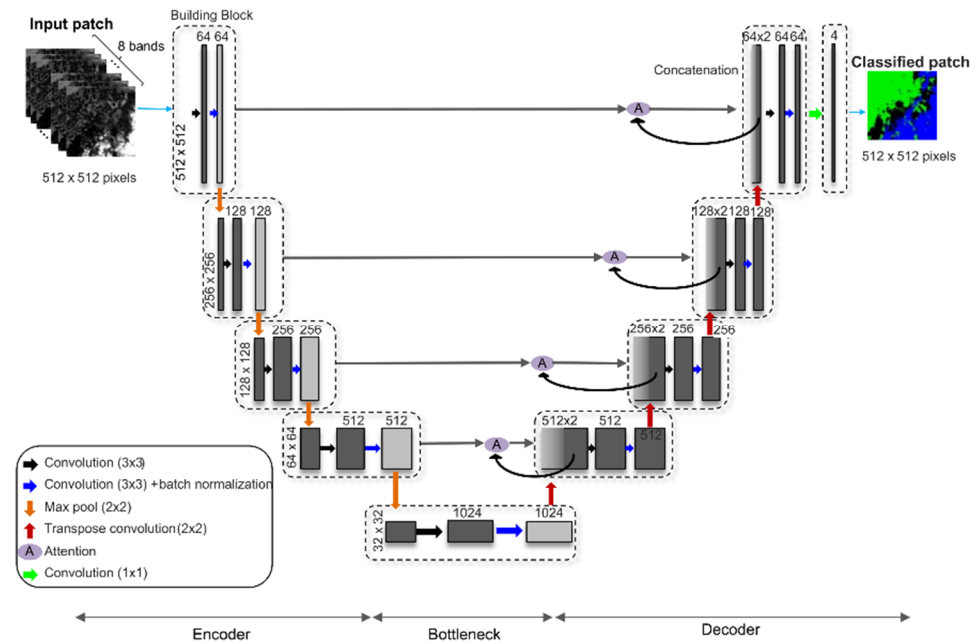 Input patch
8 bands
512 x 512 pixels
Building Block
64 64
512 x 512
128 128
256 x 256
256 256
128 x 128
512 512
64 x 64
1024 1024
32 x 32
A
A
A
A
Concatenation
64x2 64 64
4
128x2 128 128
256x2 256 256
512x2 512 512
Classified patch
512 x 512 pixels
Convolution (3x3)
Convolution (3x3) +batch normalization
Max pool (2x2)
Transpose convolution (2x2)
A Attention
Convolution (1x1)
Encoder Bottleneck Decoder